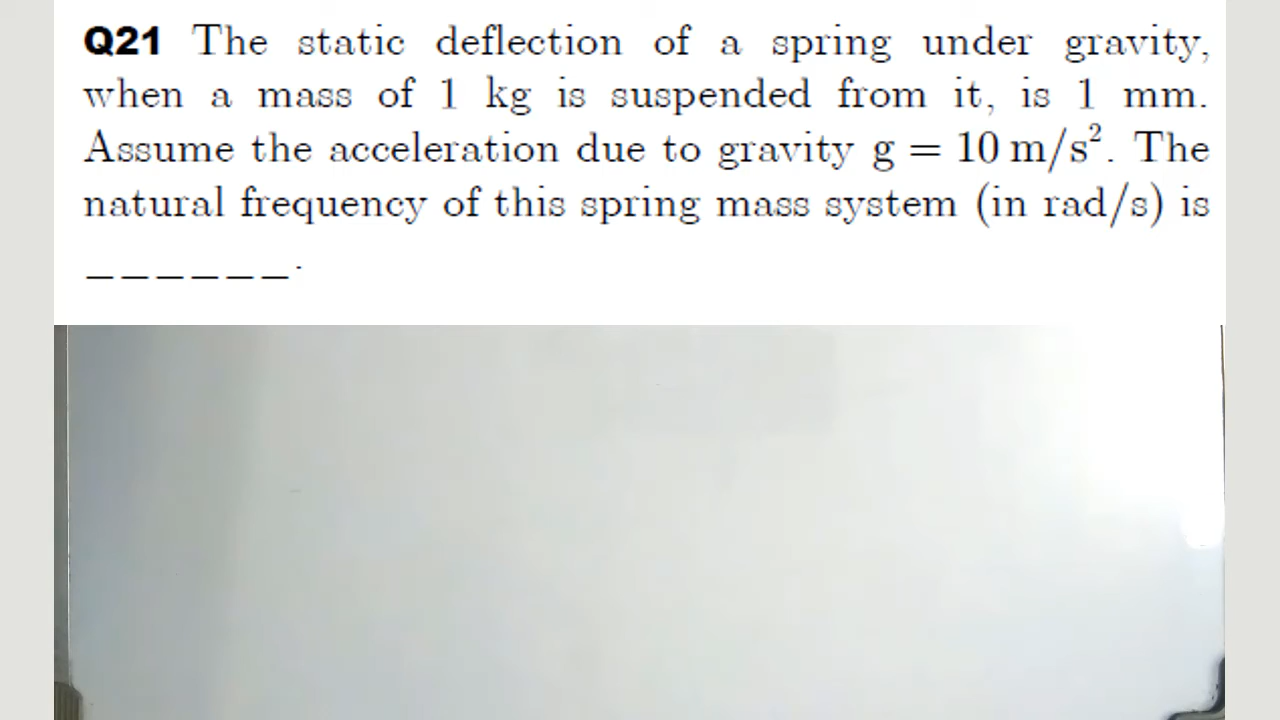 Q21 The static deflection of a spring under gravity,
when a mass of 1 kg is suspended from it, is 1 mm.
Assume the acceleration due to gravity g = 10 m/s². The
natural frequency of this spring mass system (in rad/s) is
______.